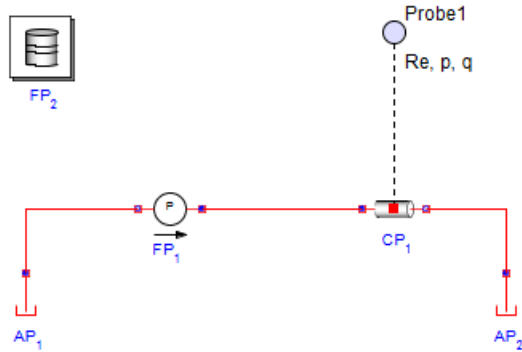 Probe1
Re, p, q
FP₂
P
FP₁
CP₁
AP₁
AP₂